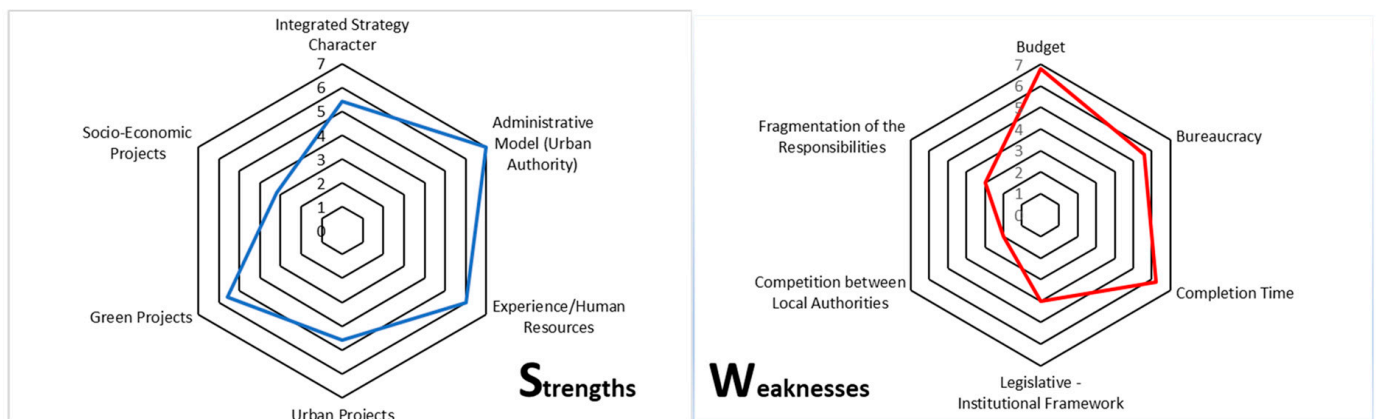 Integrated Strategy
Character
7
6
5
4
3
2
1
0
Administrative
Model (Urban
Authority)
Experience/Human
Resources
Urban Projects
Green Projects
Socio-Economic
Projects
Strengths
Budget
7
6
5
4
3
2
1
0
Bureaucracy
Completion Time
Legislative -
Institutional Framework
Competition between
Local Authorities
Fragmentation of the
Responsibilities
Weaknesses